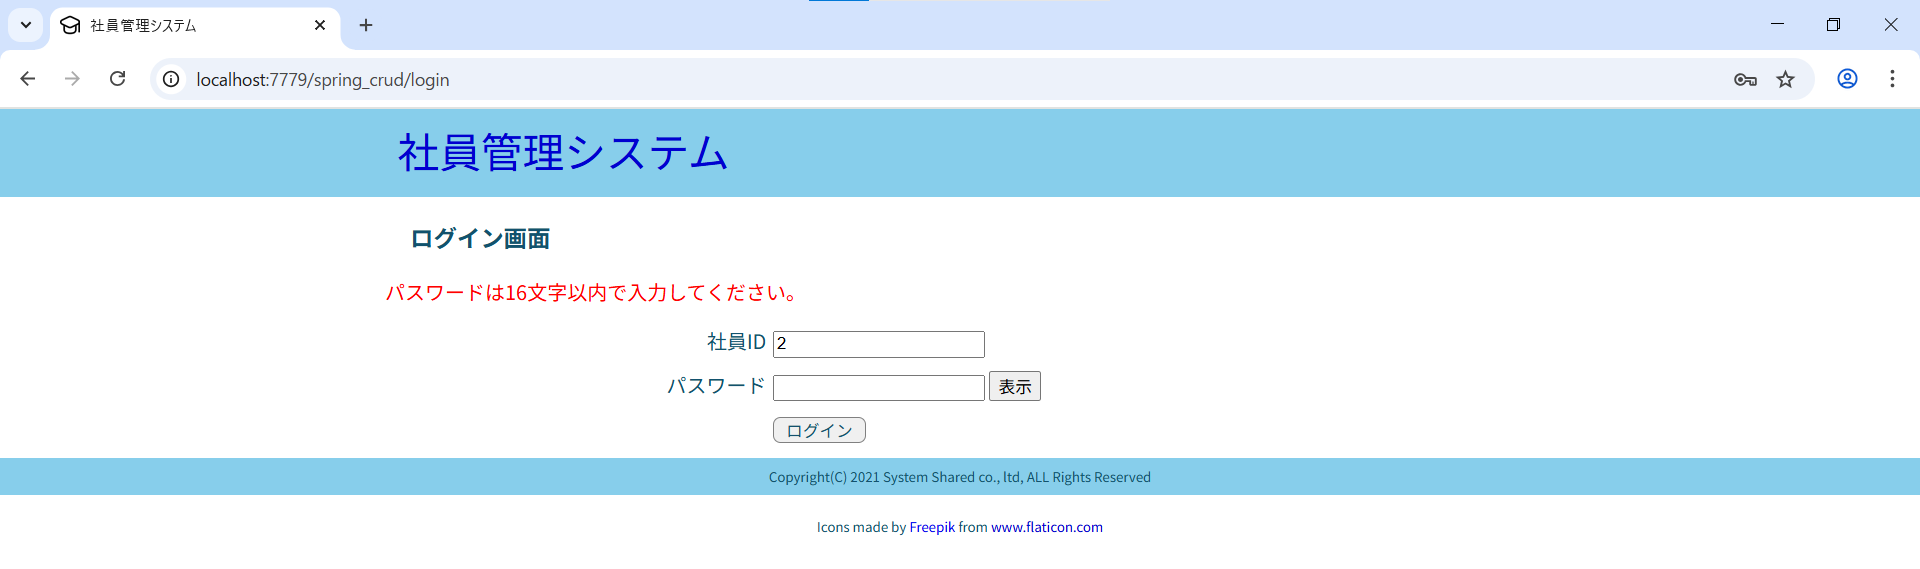 社員管理システム
localhost:7779/spring_crud/login
社員管理システム
ログイン画面
パスワードは16文字以内で入力してください。
社員ID 2
パスワード 表示
ログイン
Copyright(C) 2021 System Shared co., ltd, ALL Rights Reserved
Icons made by Freepik from www.flaticon.com